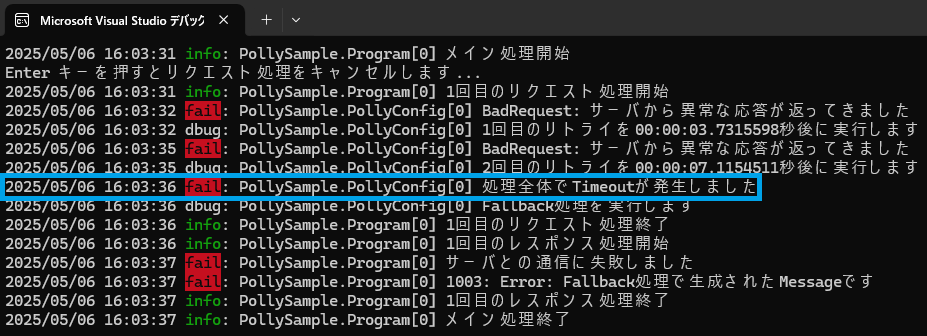 Microsoft Visual Studio デバック
2025/05/06 16:03:31 info: PollySample.Program[0] メイン処理開始
Enter キーを押すとリクエスト処理をキャンセルします...
2025/05/06 16:03:31 info: PollySample.Program[0] 1回目のリクエスト処理開始
2025/05/06 16:03:32 fail: PollySample.PollyConfig[0] BadRequest: サーバから異常な応答が返ってきました
2025/05/06 16:03:32 dbug: PollySample.PollyConfig[0] 1回目のリトライを00:00:03.7315598秒後に実行します
2025/05/06 16:03:35 fail: PollySample.PollyConfig[0] BadRequest: サーバから異常な応答が返ってきました
2025/05/06 16:03:35 dbug: PollySample.PollyConfig[0] 2回目のリトライを00:00:07.1154511秒後に実行します
2025/05/06 16:03:36 fail: PollySample.PollyConfig[0] 処理全体でTimeoutが発生しました
2025/05/06 16:03:36 dbug: PollySample.PollyConfig[0] Fallback処理を実行します
2025/05/06 16:03:36 info: PollySample.Program[0] 1回目のリクエスト処理終了
2025/05/06 16:03:36 info: PollySample.Program[0] 1回目のレスポンス処理開始
2025/05/06 16:03:37 fail: PollySample.Program[0] サーバとの通信に失敗しました
2025/05/06 16:03:37 fail: PollySample.Program[0] 1003: Error: Fallback処理で生成されたMessageです
2025/05/06 16:03:37 info: PollySample.Program[0] 1回目のレスポンス処理終了
2025/05/06 16:03:37 info: PollySample.Program[0] メイン処理終了